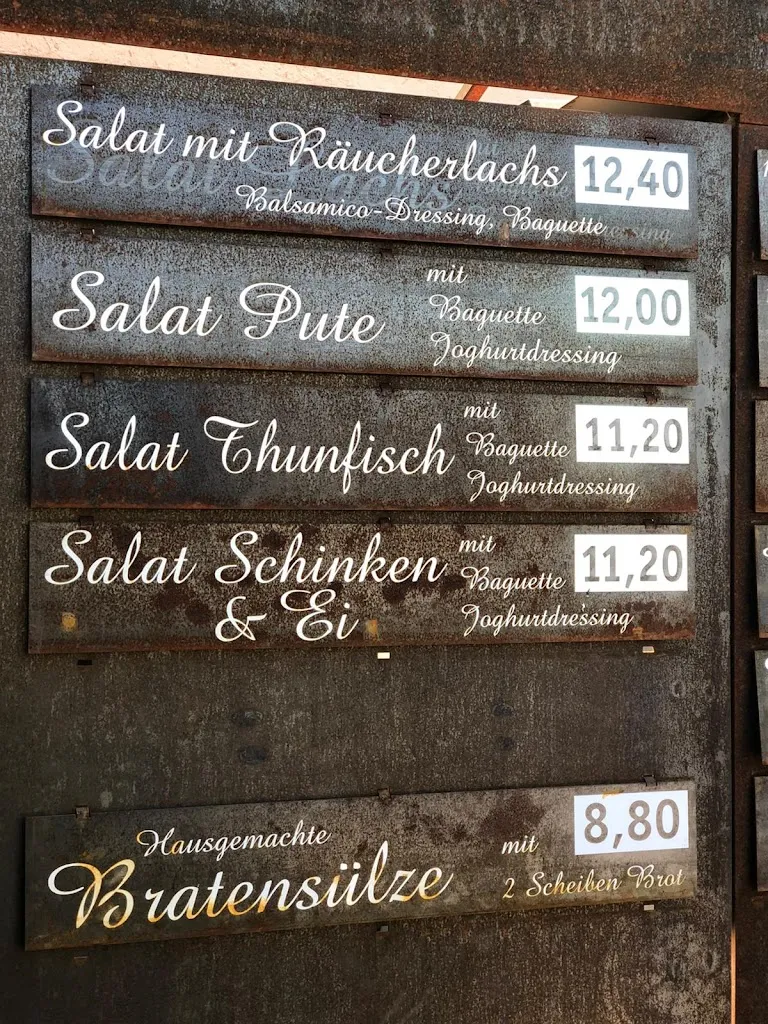 Salat mit Räucherlachs 12,40
Balsamico-Dressing, Baguette
Salat Pute mit 12,00
Baguette
Joghurtdressing
Salat Thunfisch mit 11,20
Baguette
Joghurtdressing
Salat Schinken mit 11,20
& Ei Baguette
Joghurtdressing
Hausgemachte 8,80
Bratensülze mit
2 Scheiben Brot